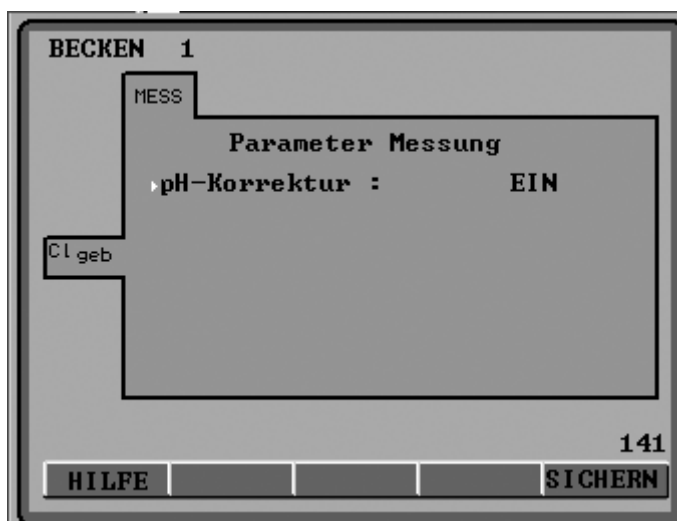 BECKEN 1
MESS
Parameter Messung
pH-Korrektur : EIN
Cl geb
141
HILFE SICHERN